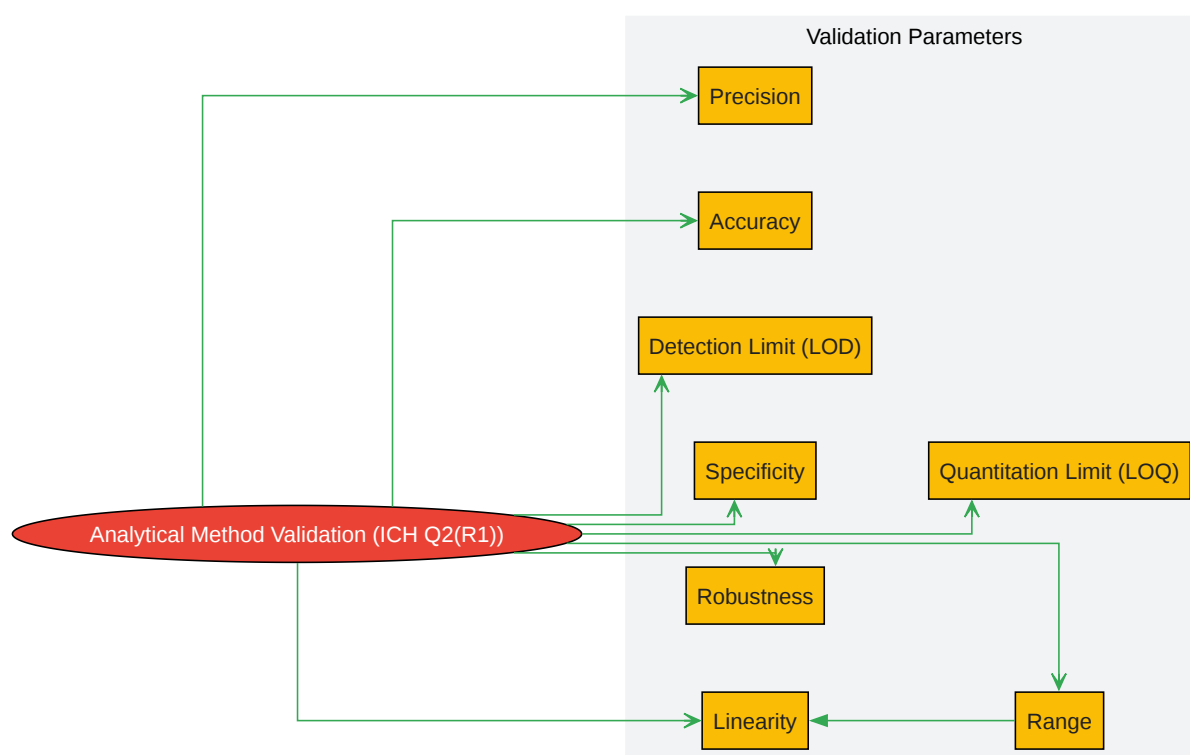 Validation Parameters
Precision
Accuracy
Detection Limit (LOD)
Specificity
Quantitation Limit (LOQ)
Analytical Method Validation (ICH Q2(R1))
Robustness
Linearity
Range